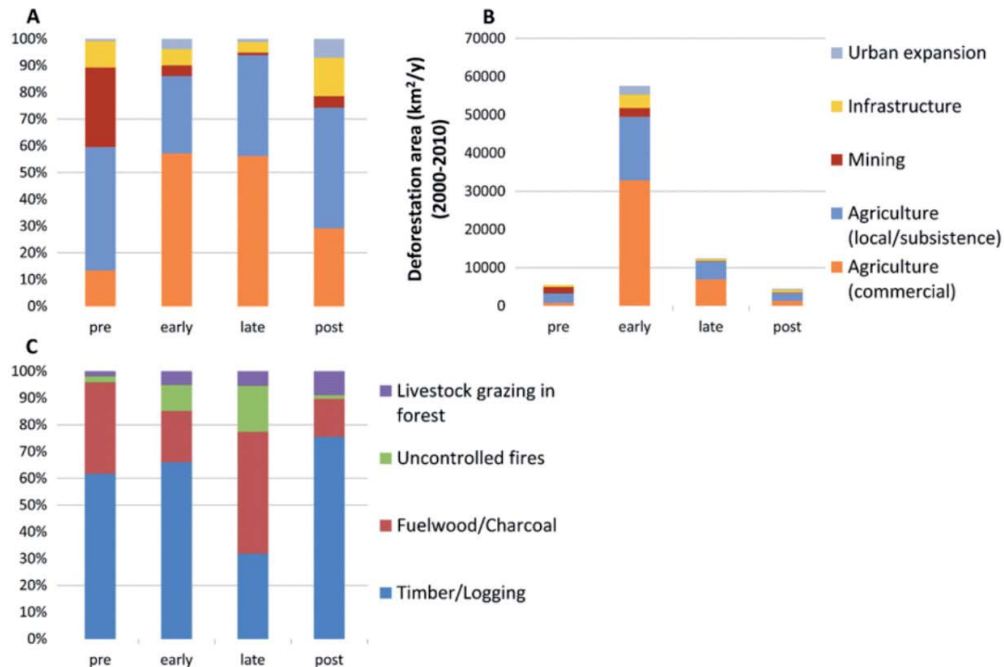 A
100%
90%
80%
70%
60%
50%
40%
30%
20%
10%
0%
pre
early
late
post
B
Deforestation area (km²/y)
(2000-2010)
70000
60000
50000
40000
30000
20000
10000
0
pre
early
late
post
Urban expansion
Infrastructure
Mining
Agriculture
(local/subsistence)
Agriculture
(commercial)
C
100%
90%
80%
70%
60%
50%
40%
30%
20%
10%
0%
pre
early
late
post
Livestock grazing in
forest
Uncontrolled fires
Fuelwood/Charcoal
Timber/Logging